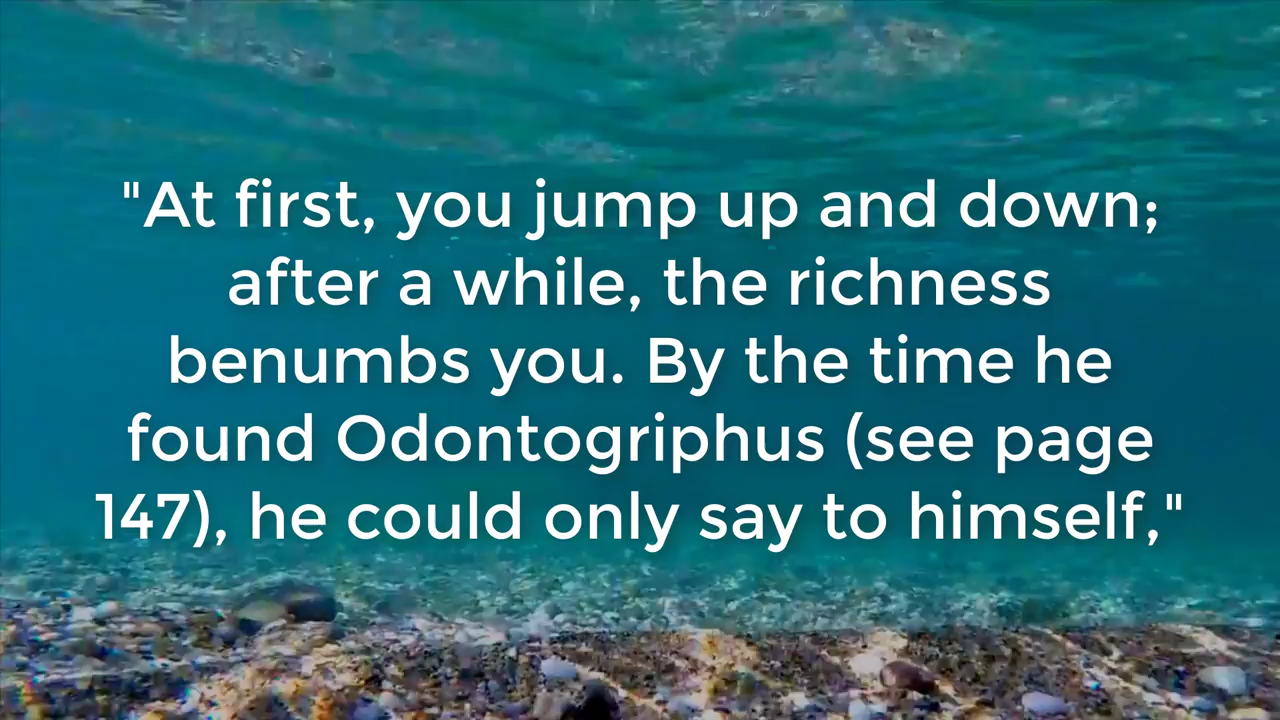 "At first, you jump up and down;
after a while, the richness
benumbs you. By the time he
found Odontogriphus (see page
147), he could only say to himself,"